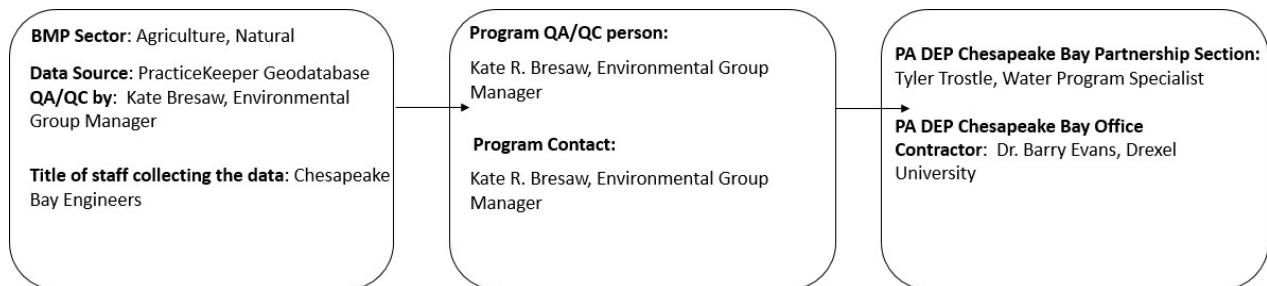 BMP Sector: Agriculture, Natural
Data Source: PracticeKeeper Geodatabase
QA/QC by: Kate Bresaw, Environmental
Group Manager
Title of staff collecting the data: Chesapeake
Bay Engineers
Program QA/QC person:
Kate R. Bresaw, Environmental Group
Manager
Program Contact:
Kate R. Bresaw, Environmental Group
Manager
PA DEP Chesapeake Bay Partnership Section:
Tyler Trostle, Water Program Specialist
PA DEP Chesapeake Bay Office
Contractor: Dr. Barry Evans, Drexel
University